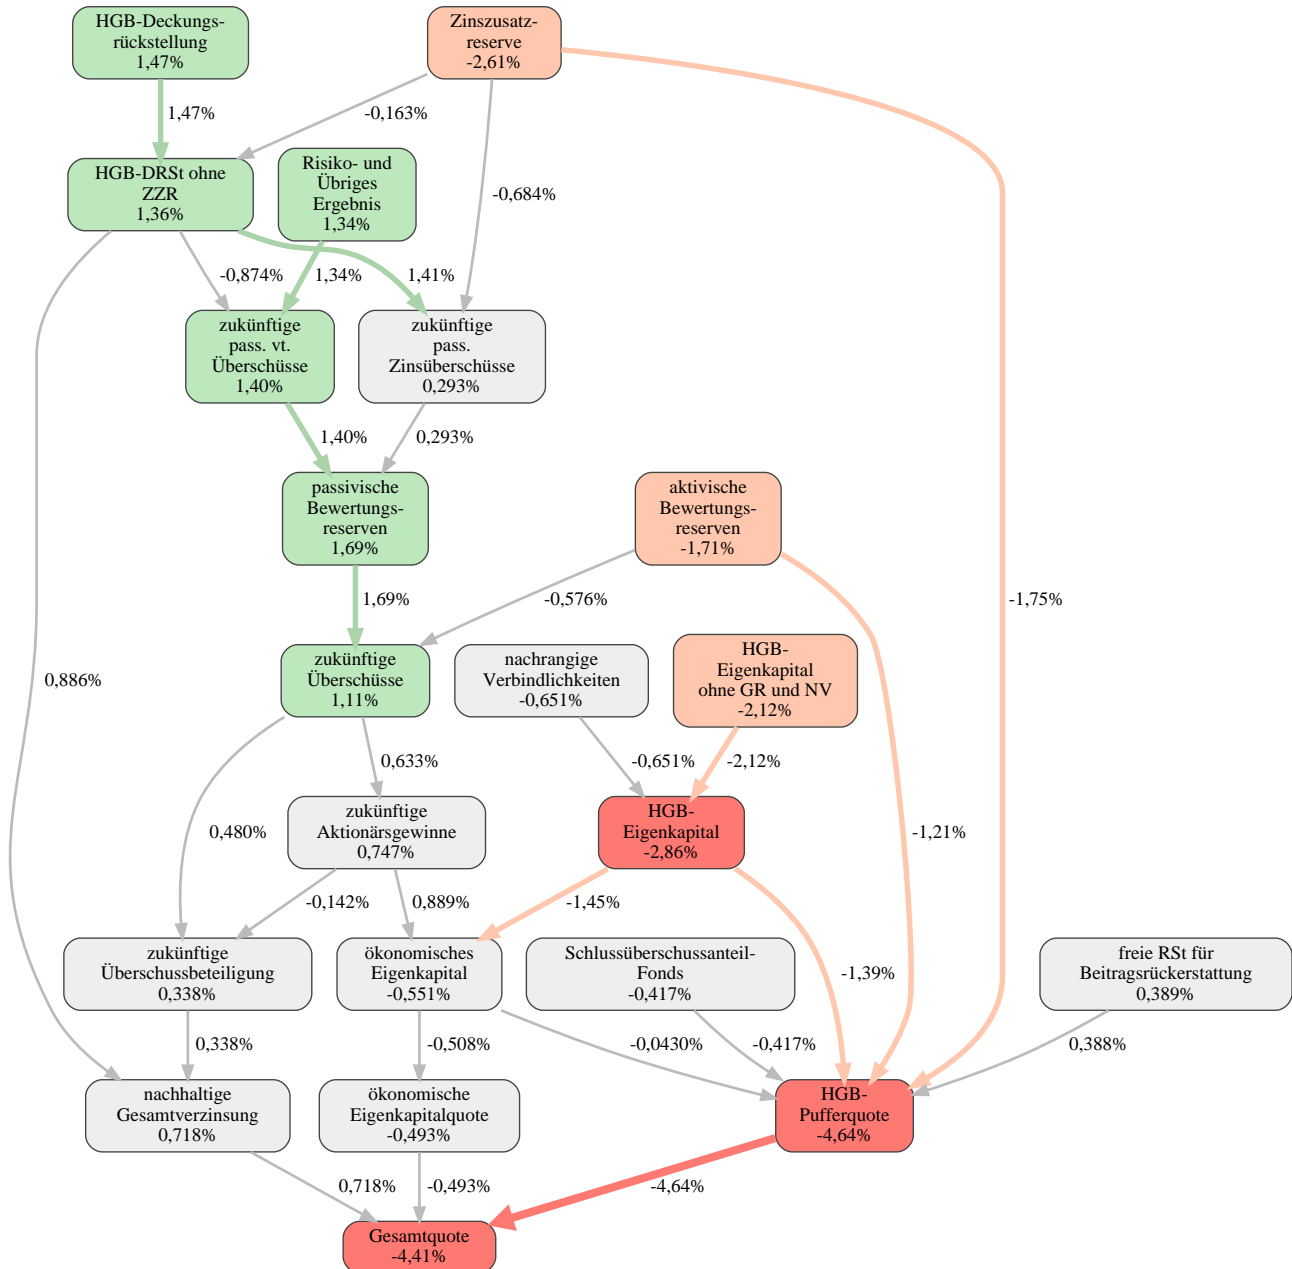 HGB-Deckungs-
rückstellung
1,47%
Zinszusatz-
reserve
-2,61%
1,47%
-0,163%
HGB-DRSt ohne
ZZR
1,36%
Risiko- und
Übriges
Ergebnis
1,34%
-0,684%
-0,874%
1,34%
1,41%
zukünftige
pass. vt.
Überschüsse
1,40%
zukünftige
pass.
Zinsüberschüsse
0,293%
1,40%
0,293%
passivische
Bewertungs-
reserven
1,69%
aktivische
Bewertungs-
reserven
-1,71%
1,69%
-0,576%
-1,75%
zukünftige
Überschüsse
1,11%
nachrangige
Verbindlichkeiten
-0,651%
HGB-
Eigenkapital
ohne GR und NV
-2,12%
0,886%
0,633%
-0,651%
-2,12%
zukünftige
Aktionärsgewinne
0,747%
HGB-
Eigenkapital
-2,86%
0,480%
-1,21%
-0,142%
0,889%
-1,45%
zukünftige
Überschussbeteiligung
0,338%
ökonomisches
Eigenkapital
-0,551%
Schlussüberschussanteil-
Fonds
-0,417%
-1,39%
freie RSt für
Beitragsrückerstattung
0,389%
0,338%
-0,508%
-0,0430%
-0,417%
0,388%
nachhaltige
Gesamtverzinsung
0,718%
ökonomische
Eigenkapitalquote
-0,493%
HGB-
Pufferquote
-4,64%
0,718%
-0,493%
-4,64%
Gesamtquote
-4,41%